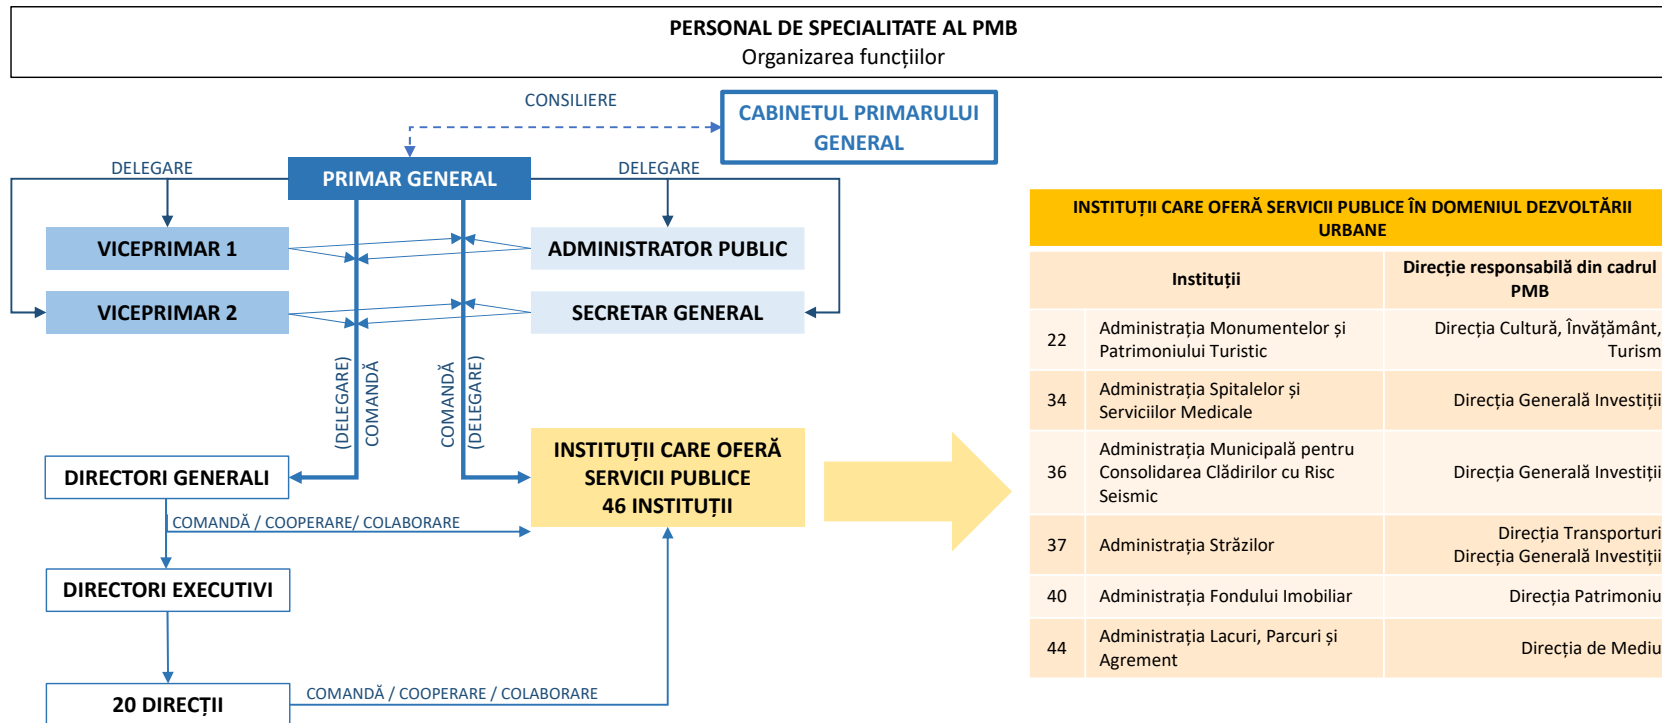 PERSONAL DE SPECIALITATE AL PMB
Organizarea funcțiilor
CONSILIERE
CABINETUL PRIMARULUI
GENERAL
DELEGARE
PRIMAR GENERAL
DELEGARE
VICEPRIMAR 1
ADMINISTRATOR PUBLIC
VICEPRIMAR 2
SECRETAR GENERAL
(DELEGARE)
COMANDĂ
COMANDĂ
(DELEGARE)
DIRECTORI GENERALI
INSTITUȚII CARE OFERĂ
SERVICII PUBLICE
46 INSTITUȚII
COMANDĂ / COOPERARE/ COLABORARE
DIRECTORI EXECUTIVI
20 DIRECȚII
COMANDĂ / COOPERARE / COLABORARE
INSTITUȚII CARE OFERĂ SERVICII PUBLICE ÎN DOMENIUL DEZVOLTĂRII
URBANE
Instituții
Direcție responsabilă din cadrul
PMB
22
Administrația Monumentelor și
Patrimoniului Turistic
Direcția Cultură, Învățământ,
Turism
34
Administrația Spitalelor și
Serviciilor Medicale
Direcția Generală Investiții
36
Administrația Municipală pentru
Consolidarea Clădirilor cu Risc
Seismic
Direcția Generală Investiții
37
Administrația Străzilor
Direcția Transporturi
Direcția Generală Investiții
40
Administrația Fondului Imobiliar
Direcția Patrimoniu
44
Administrația Lacuri, Parcuri și
Agrement
Direcția de Mediu